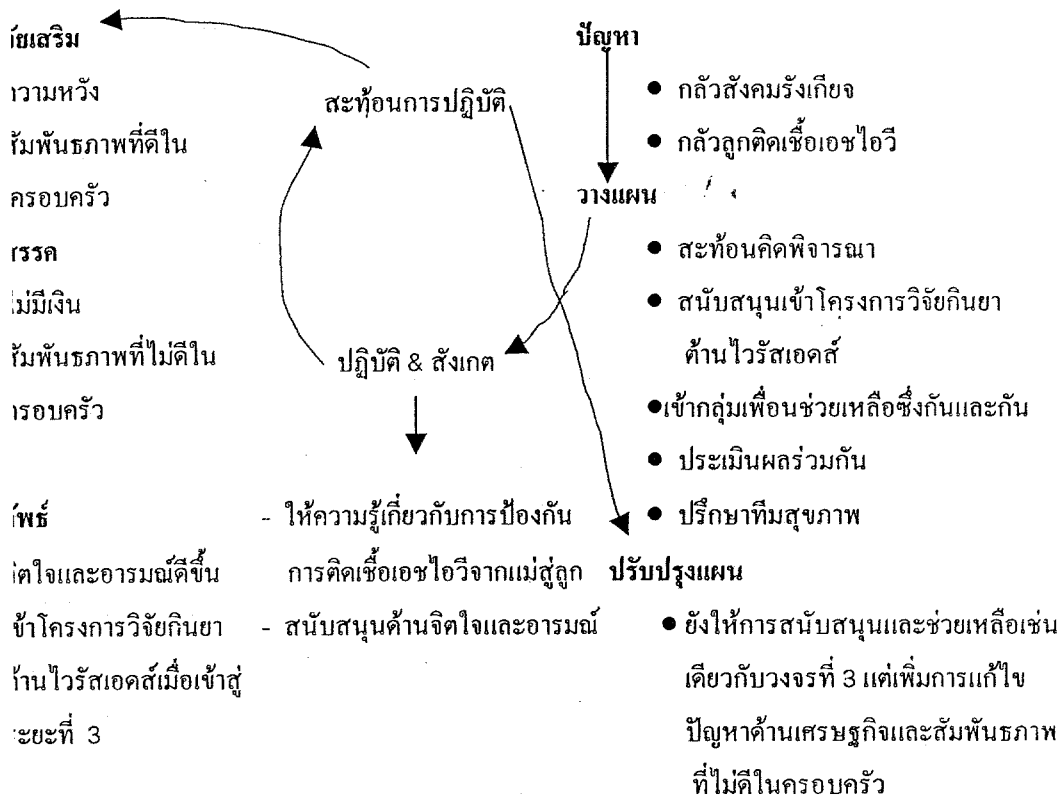 ัยเสริม
วามหวัง
ัมพันธภาพที่ดีใน
ครอบครัว
สรรค
ไม่มีเงิน
ัมพันธภาพที่ไม่ดีใน
รอบครัว
ัพธ์
ิตใจและอารมณ์ดีขึ้น
ข้าโครงการวิจัยกินยา
้านไวรัสเอดส์เมื่อเข้าสู่
ะยะที่ 3
สะท้อนการปฏิบัติ
ปฏิบัติ & สังเกต
- ให้ความรู้เกี่ยวกับการป้องกัน
การติดเชื้อเอชไอวีจากแม่สู่ลูก
- สนับสนุนด้านจิตใจและอารมณ์
ปัญหา
● กลัวสังคมรังเกียจ
● กลัวลูกติดเชื้อเอชไอวี
วางแผน
● สะท้อนคิดพิจารณา
● สนับสนุนเข้าโครงการวิจัยกินยา
ต้านไวรัสเอดส์
●เข้ากลุ่มเพื่อนช่วยเหลือซึ่งกันและกัน
● ประเมินผลร่วมกัน
● ปรึกษาทีมสุขภาพ
ปรับปรุงแผน
● ยังให้การสนับสนุนและช่วยเหลือเช่น
เดียวกับวงจรที่ 3 แต่เพิ่มการแก้ไข
ปัญหาด้านเศรษฐกิจและสัมพันธภาพ
ที่ไม่ดีในครอบครัว